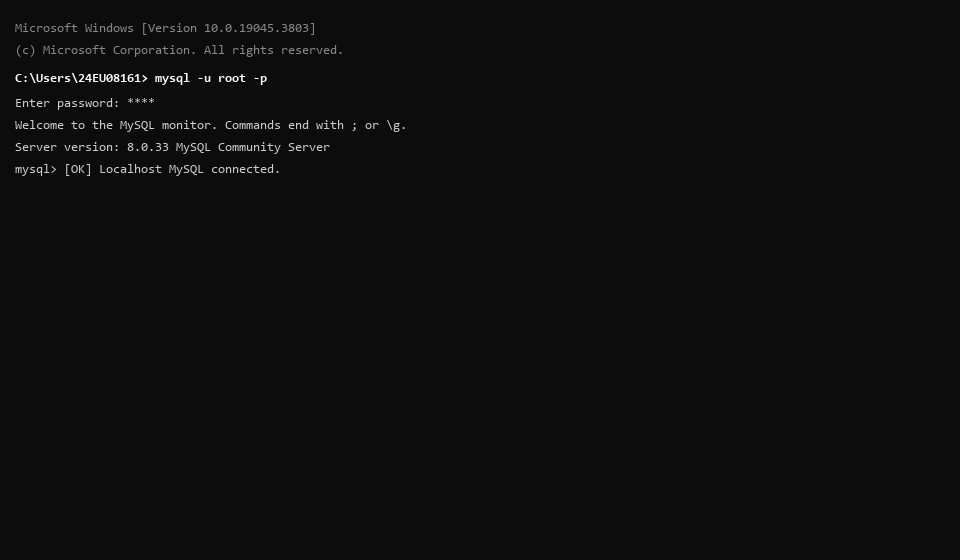 Microsoft Windows [Version 10.0.19045.3803]
(c) Microsoft Corporation. All rights reserved.
C:\Users\24EU08161> mysql -u root -p
Enter password: ****
Welcome to the MySQL monitor. Commands end with ; or \g.
Server version: 8.0.33 MySQL Community Server
mysql> [OK] Localhost MySQL connected.